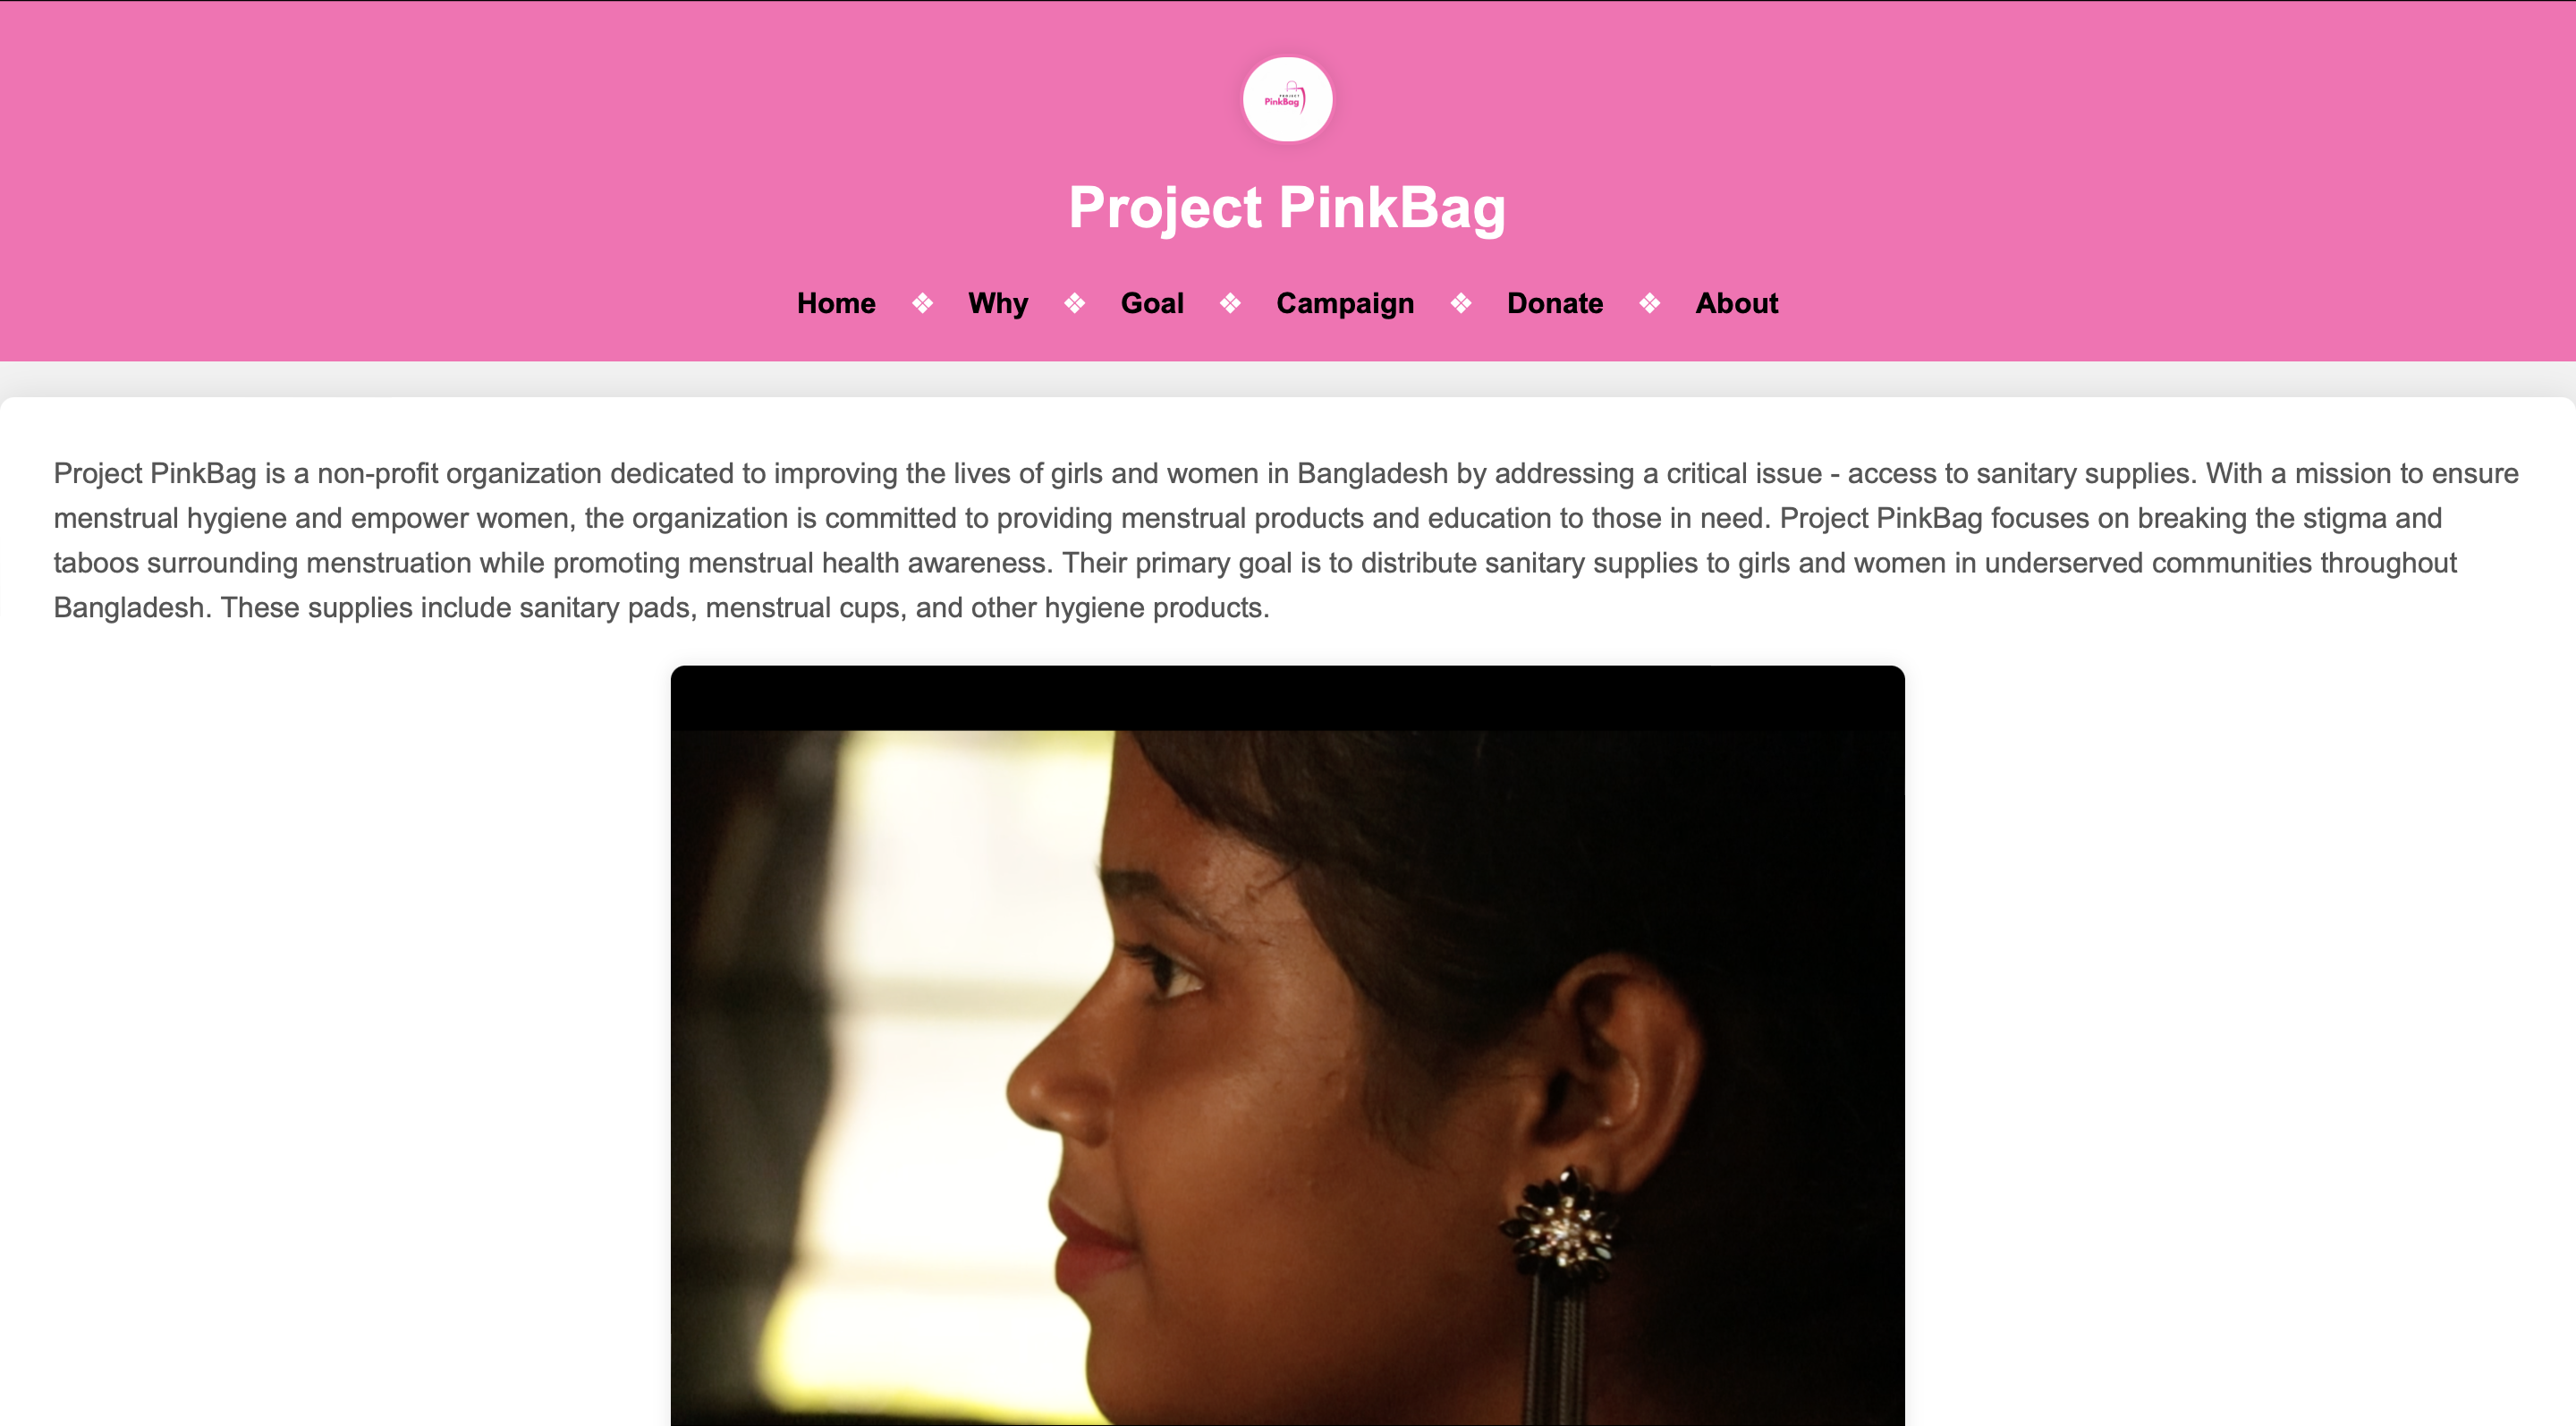 PROJECT
PinkBag
Project PinkBag
Home ❖ Why ❖ Goal ❖ Campaign ❖ Donate ❖ About
Project PinkBag is a non-profit organization dedicated to improving the lives of girls and women in Bangladesh by addressing a critical issue - access to sanitary supplies. With a mission to ensure
menstrual hygiene and empower women, the organization is committed to providing menstrual products and education to those in need. Project PinkBag focuses on breaking the stigma and
taboos surrounding menstruation while promoting menstrual health awareness. Their primary goal is to distribute sanitary supplies to girls and women in underserved communities throughout
Bangladesh. These supplies include sanitary pads, menstrual cups, and other hygiene products.